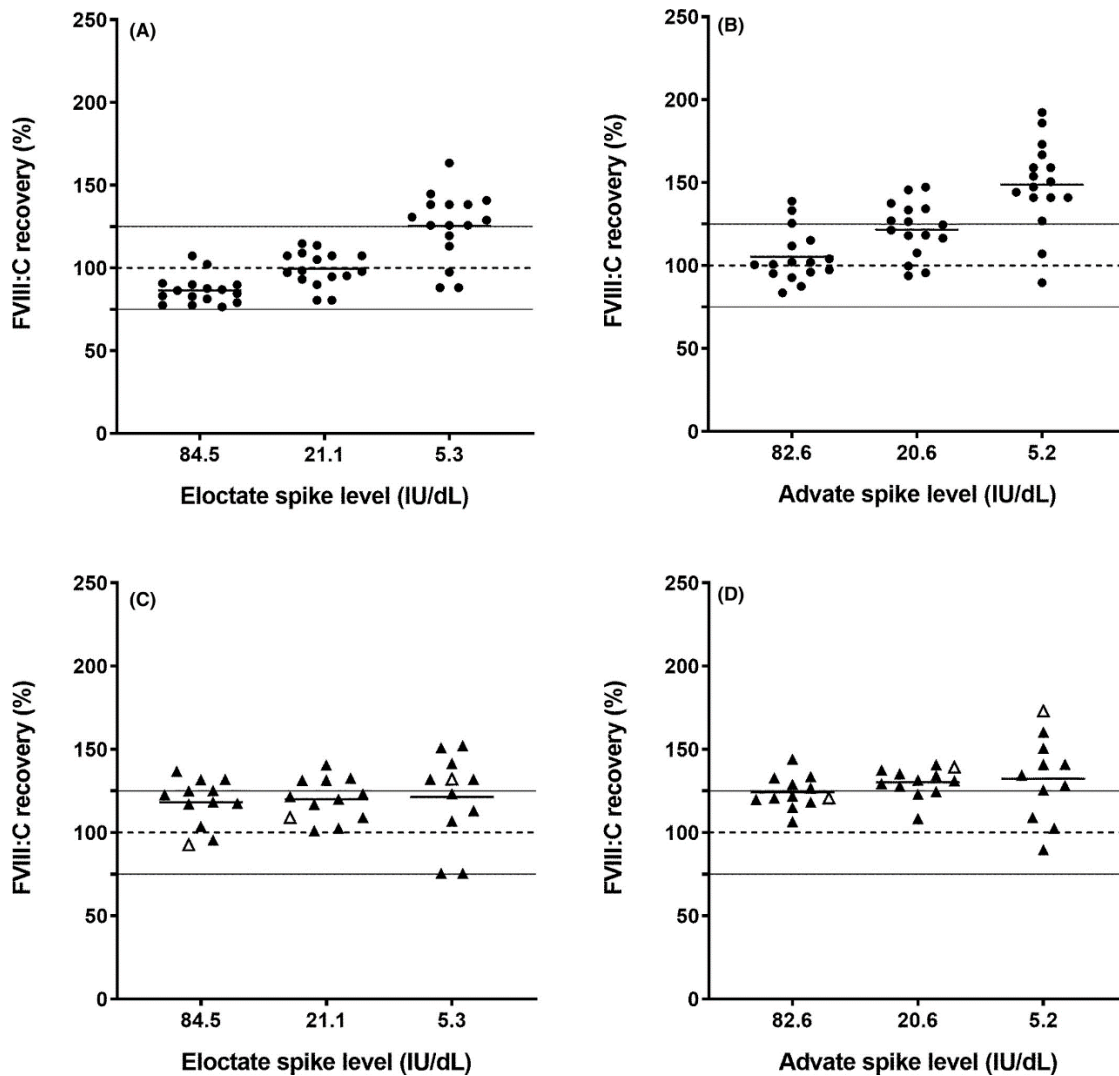 (A)
250
200
150
100
50
0
FVIII:C recovery (%)
84.5 21.1 5.3
Eloctate spike level (IU/dL)
(B)
250
200
150
100
50
0
FVIII:C recovery (%)
82.6 20.6 5.2
Advate spike level (IU/dL)
(C)
250
200
150
100
50
0
FVIII:C recovery (%)
84.5 21.1 5.3
Eloctate spike level (IU/dL)
(D)
250
200
150
100
50
0
FVIII:C recovery (%)
82.6 20.6 5.2
Advate spike level (IU/dL)